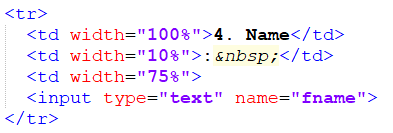 <tr>
<td width="100%">4. Name</td>
<td width="10%">:&nbsp;</td>
<td width="75%">
<input type="text" name="fname">
</tr>